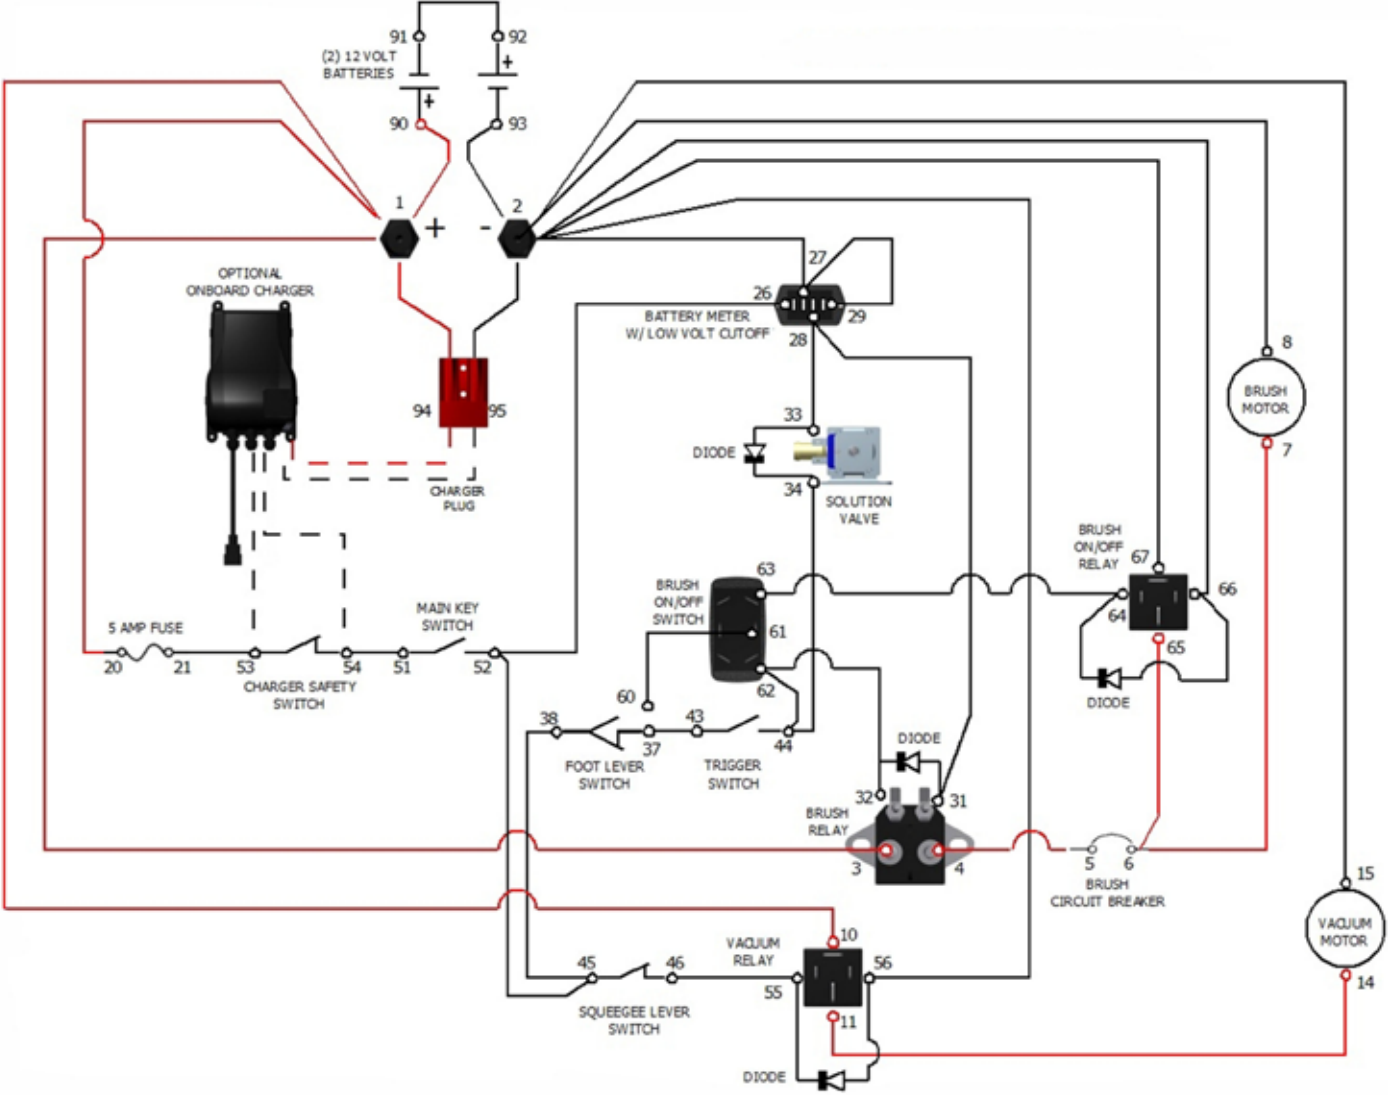 91
92
(2) 12 VOLT
BATTERIES
+
+
90
93
1
2
+
-
OPTIONAL
ONBOARD CHARGER
27
26
29
BATTERY METER
W/ LOW VOLT CUTOFF
28
8
BRUSH
MOTOR
7
94
95
33
DIODE
34
SOLUTION
VALVE
CHARGER
PLUG
BRUSH
ON/OFF
RELAY
67
66
64
65
DIODE
63
BRUSH
ON/OFF
SWITCH
61
62
5 AMP FUSE
MAIN KEY
SWITCH
20
21
53
54
51
52
CHARGER SAFETY
SWITCH
60
38
37
43
44
FOOT LEVER
SWITCH
TRIGGER
SWITCH
DIODE
32
31
BRUSH
RELAY
3
4
5
6
BRUSH
CIRCUIT BREAKER
15
VACUUM
MOTOR
14
10
VACUUM
RELAY
45
46
55
56
11
SQUEEGEE LEVER
SWITCH
DIODE